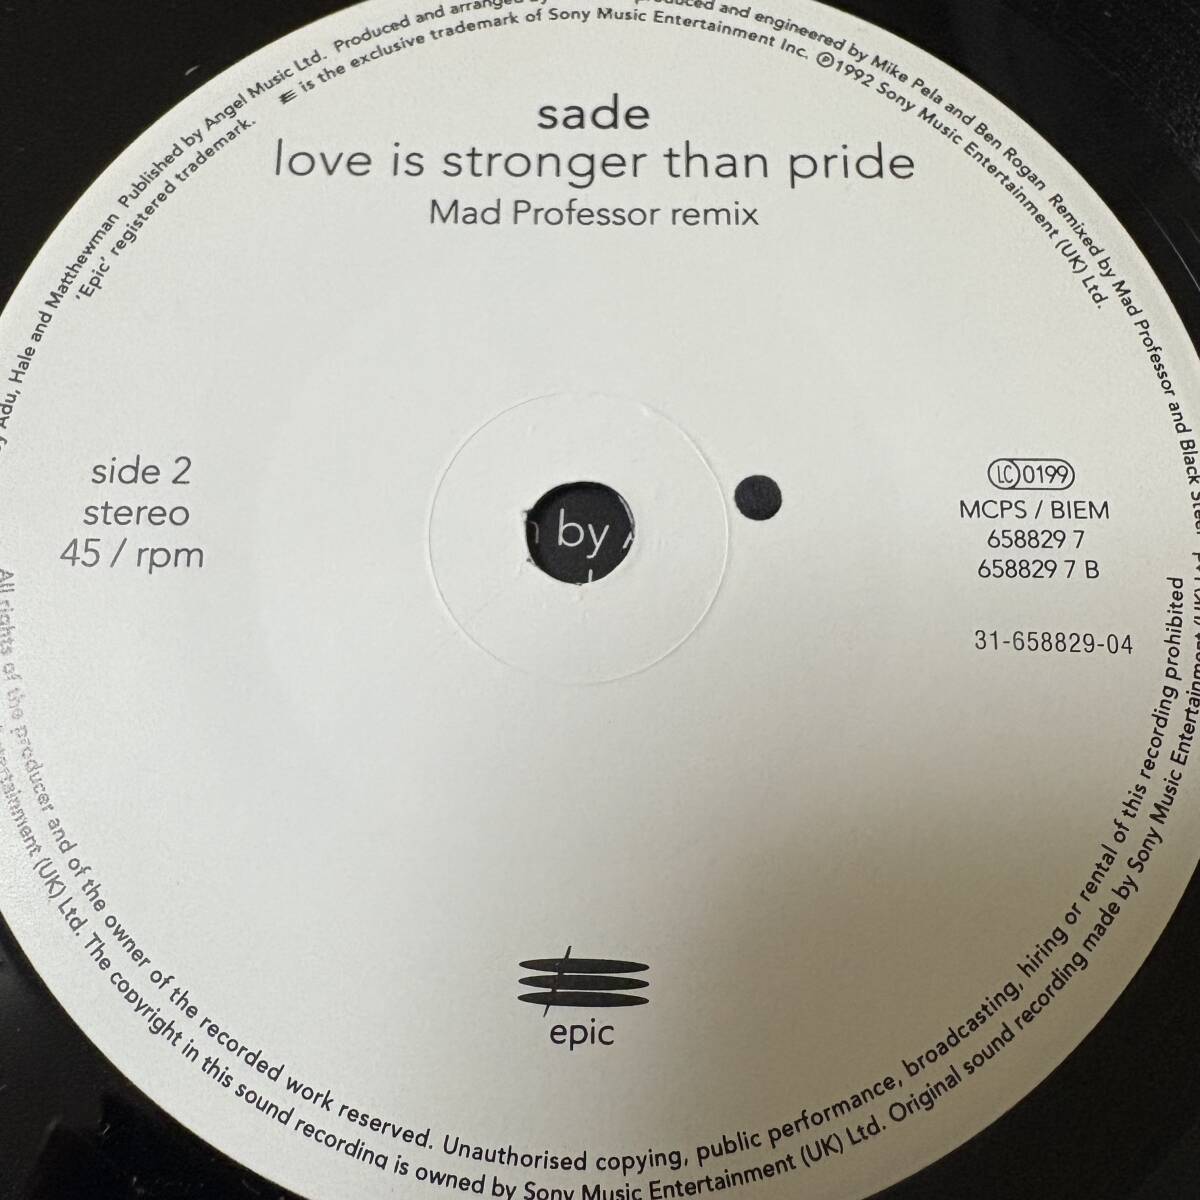 y Adu, Hale and Matthewman Published by Angel Music Ltd. Produced and arranged by produced and engineered by Mike Pela and Ben Rogan Remixed by Mad Professor and Black Steel
'Epic' registered trademark. is the exclusive trademark of Sony Music Entertainment Inc. ℗1992 Sony Music Entertainment (UK) Ltd.
sade
love is stronger than pride
Mad Professor remix
side 2
stereo
45 / rpm
by
LC 0199
MCPS / BIEM
658829 7
658829 7 B
31-658829-04
epic
All rights of the producer and of the owner of the recorded work reserved. Unauthorised copying, public performance, broadcasting, hiring or rental of this recording prohibited
Entertainment (UK) Ltd. The copyright in this sound recording is owned by Sony Music Entertainment (UK) Ltd. Original sound recording made by Sony Music Entertainment (UK) Ltd.